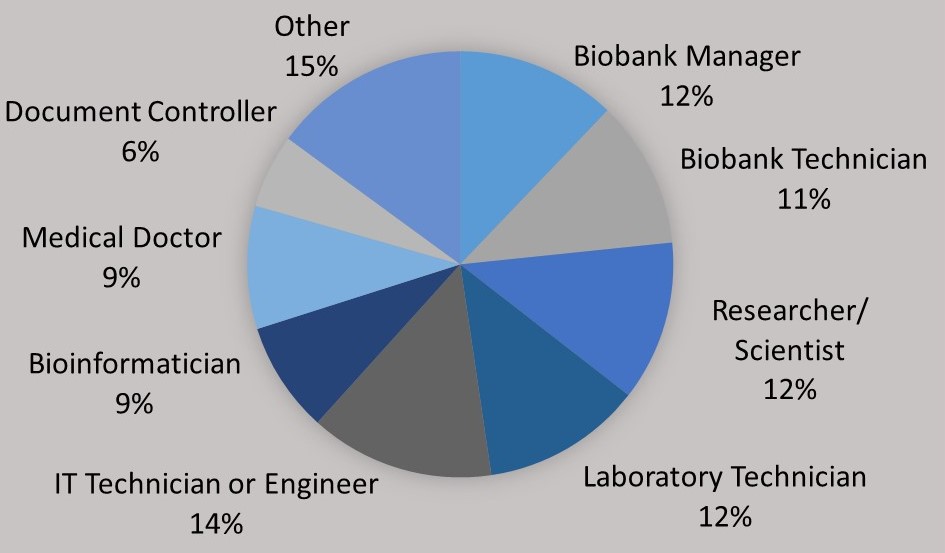 Other
15%
Biobank Manager
12%
Document Controller
6%
Biobank Technician
11%
Medical Doctor
9%
Researcher/
Scientist
12%
Bioinformatician
9%
Laboratory Technician
12%
IT Technician or Engineer
14%